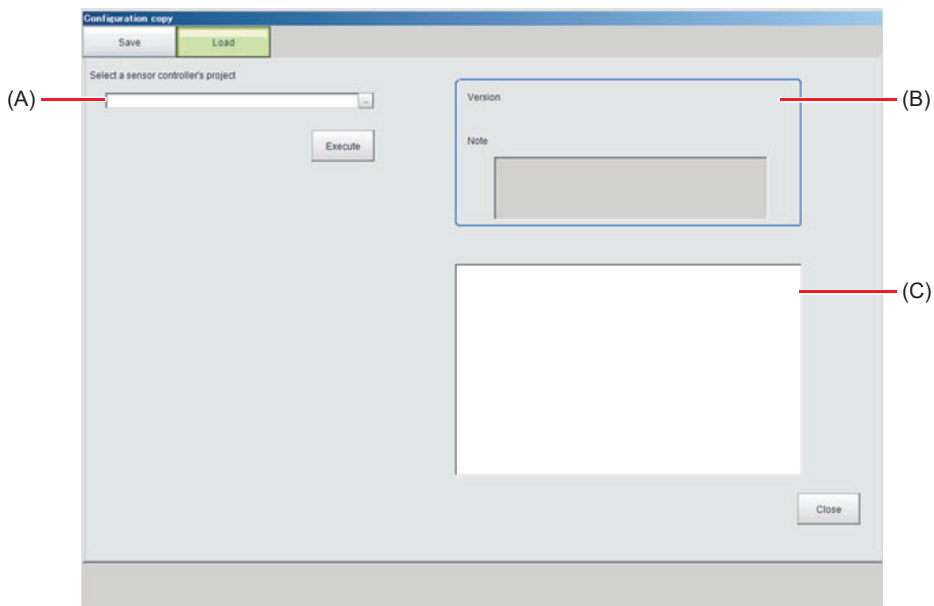 Configuration copy
Save Load
Select a sensor controller's project
(A)
...
Execute
Version
(B)
Note
(C)
Close